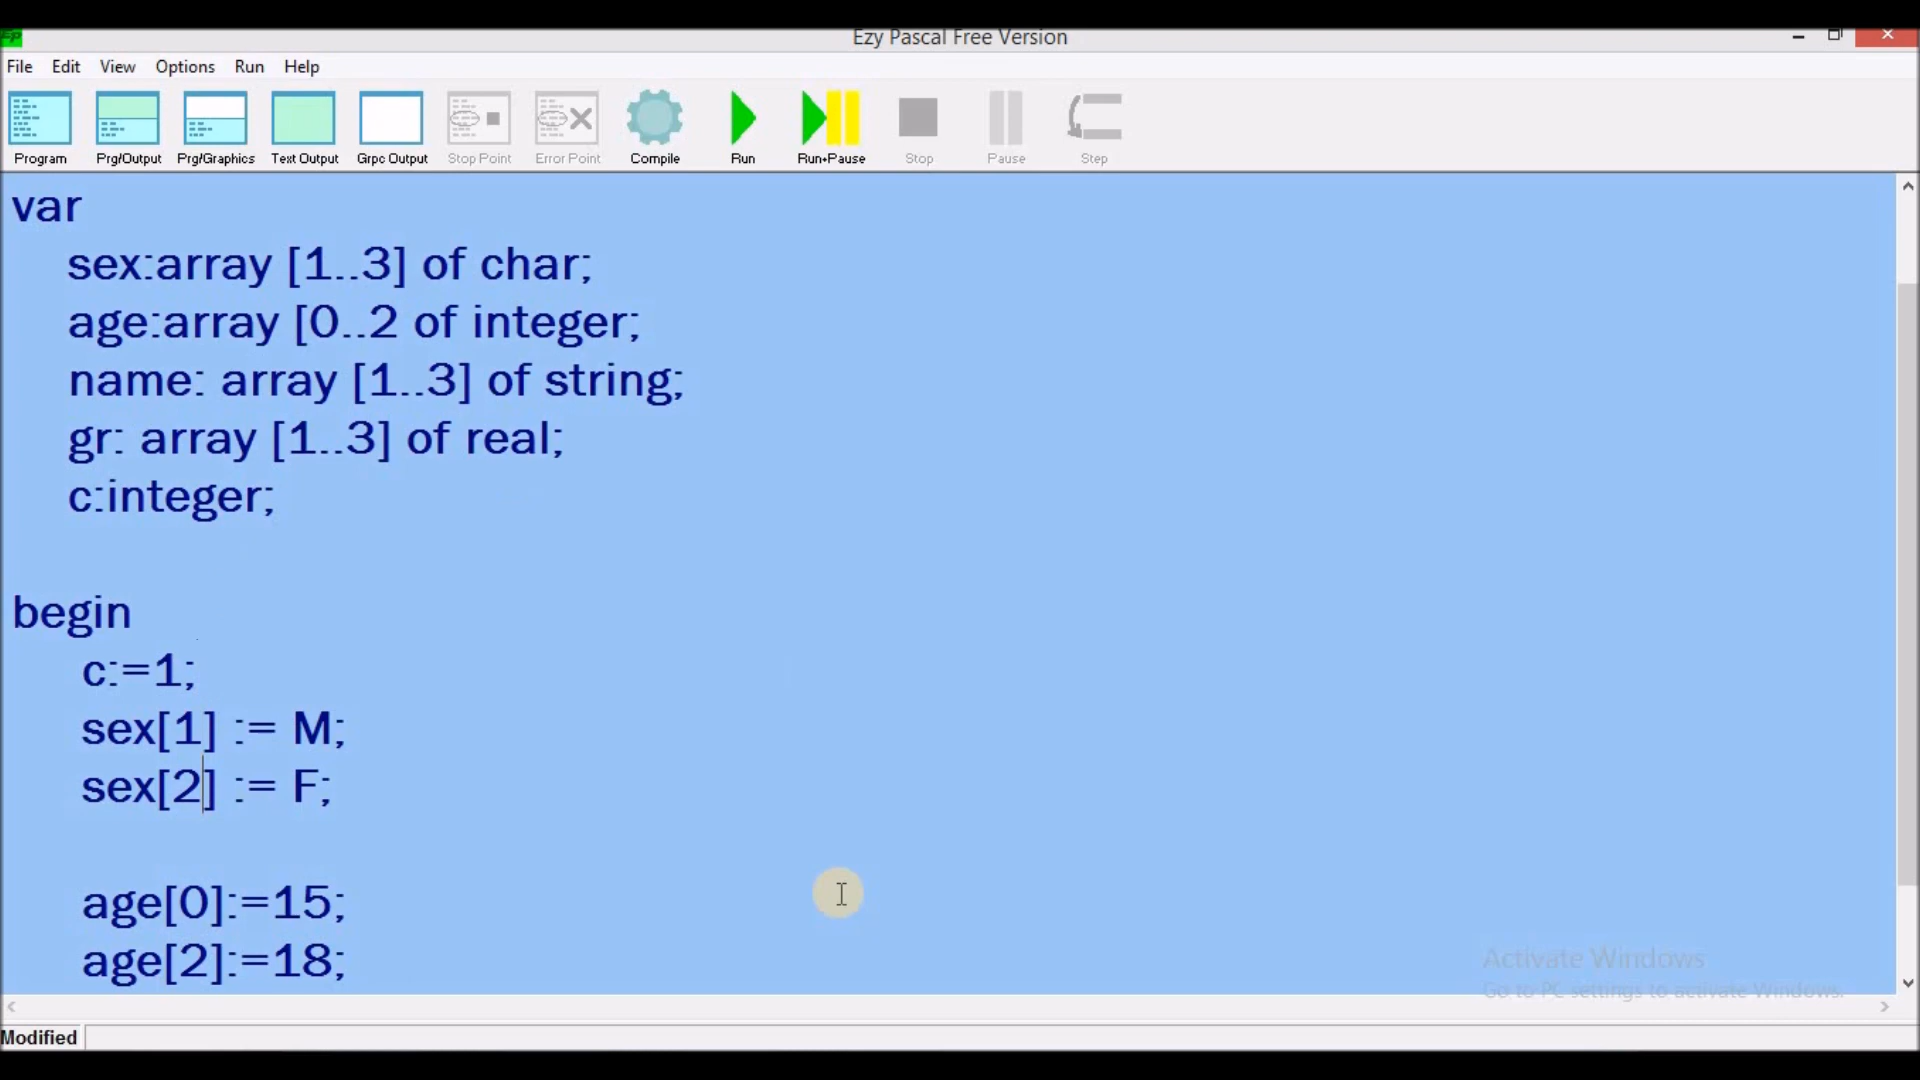 Ezy Pascal Free Version
File Edit View Options Run Help
Program Prg/Output Prg/Graphics Text Output Grpc Output Stop Point Error Point Compile Run Run+Pause Stop Pause Step
var
sex:array [1..3] of char;
age:array [0..2 of integer;
name: array [1..3] of string;
gr: array [1..3] of real;
c:integer;
begin
c:=1;
sex[1] := M;
sex[2] := F;
age[0]:=15;
age[2]:=18;
Activate Windows
Go to PC settings to activate Windows.
Modified